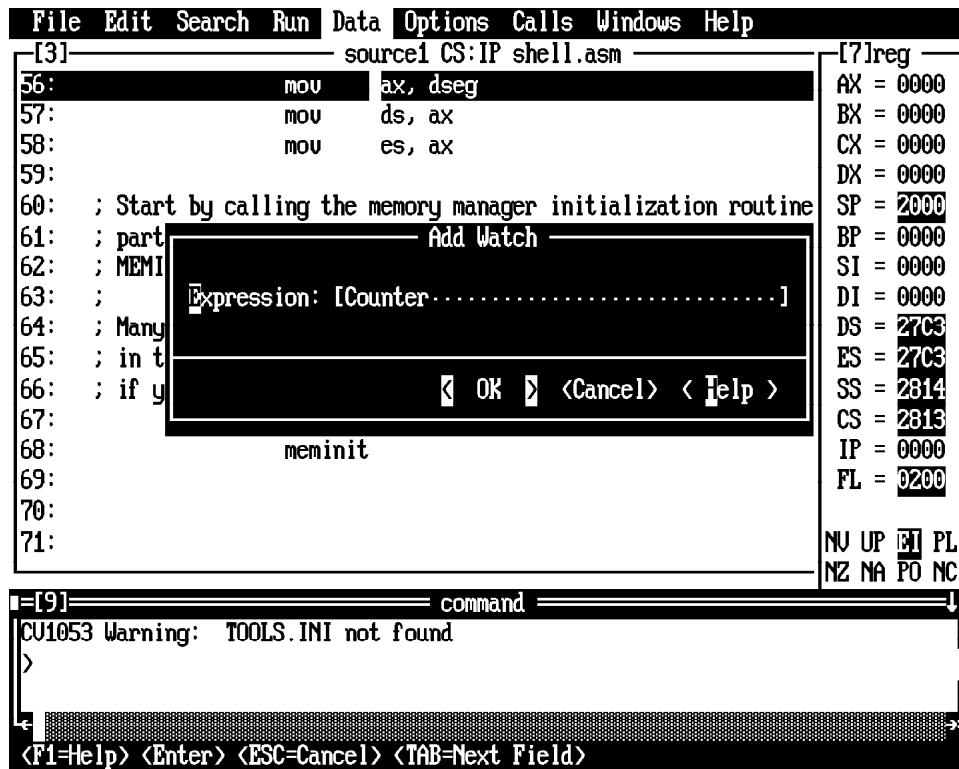 File Edit Search Run Data Options Calls Windows Help
[3] source1 CS:IP shell.asm [7]reg
56: mov ax, dseg AX = 0000
57: mov ds, ax BX = 0000
58: mov es, ax CX = 0000
59: DX = 0000
60: ; Start by calling the memory manager initialization routine SP = 2000
61: ; part Add Watch BP = 0000
62: ; MEMI SI = 0000
63: ; Expression: [Counter·····························] DI = 0000
64: ; Many DS = 27C3
65: ; in t ES = 27C3
66: ; if y < OK > <Cancel> < Help > SS = 2814
67: CS = 2813
68: meminit IP = 0000
69: FL = 0200
70:
71: NV UP EI PL
NZ NA PO NC
[9] command
CV1053 Warning: TOOLS.INI not found
>
<F1=Help> <Enter> <ESC=Cancel> <TAB=Next Field>